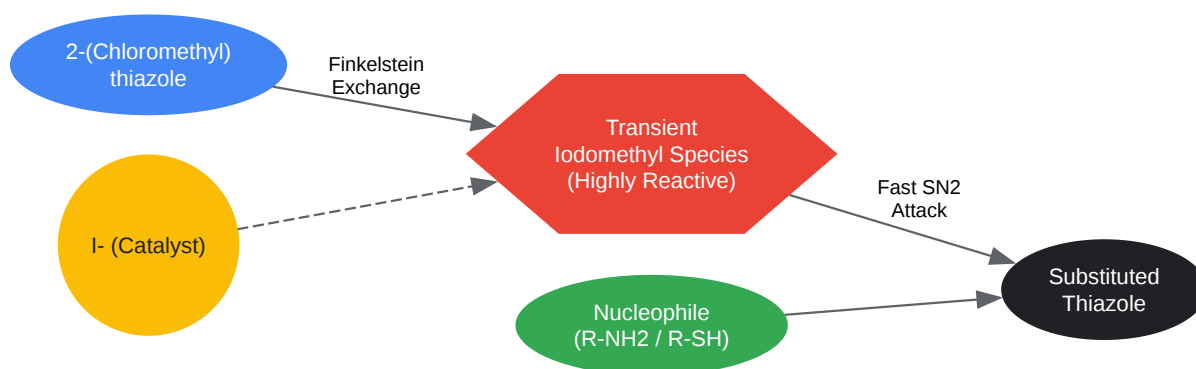 2-(Chloromethyl)
thiazole
Finkelstein
Exchange
Transient
Iodomethyl Species
(Highly Reactive)
I- (Catalyst)
Fast SN2
Attack
Nucleophile
(R-NH2 / R-SH)
Substituted
Thiazole